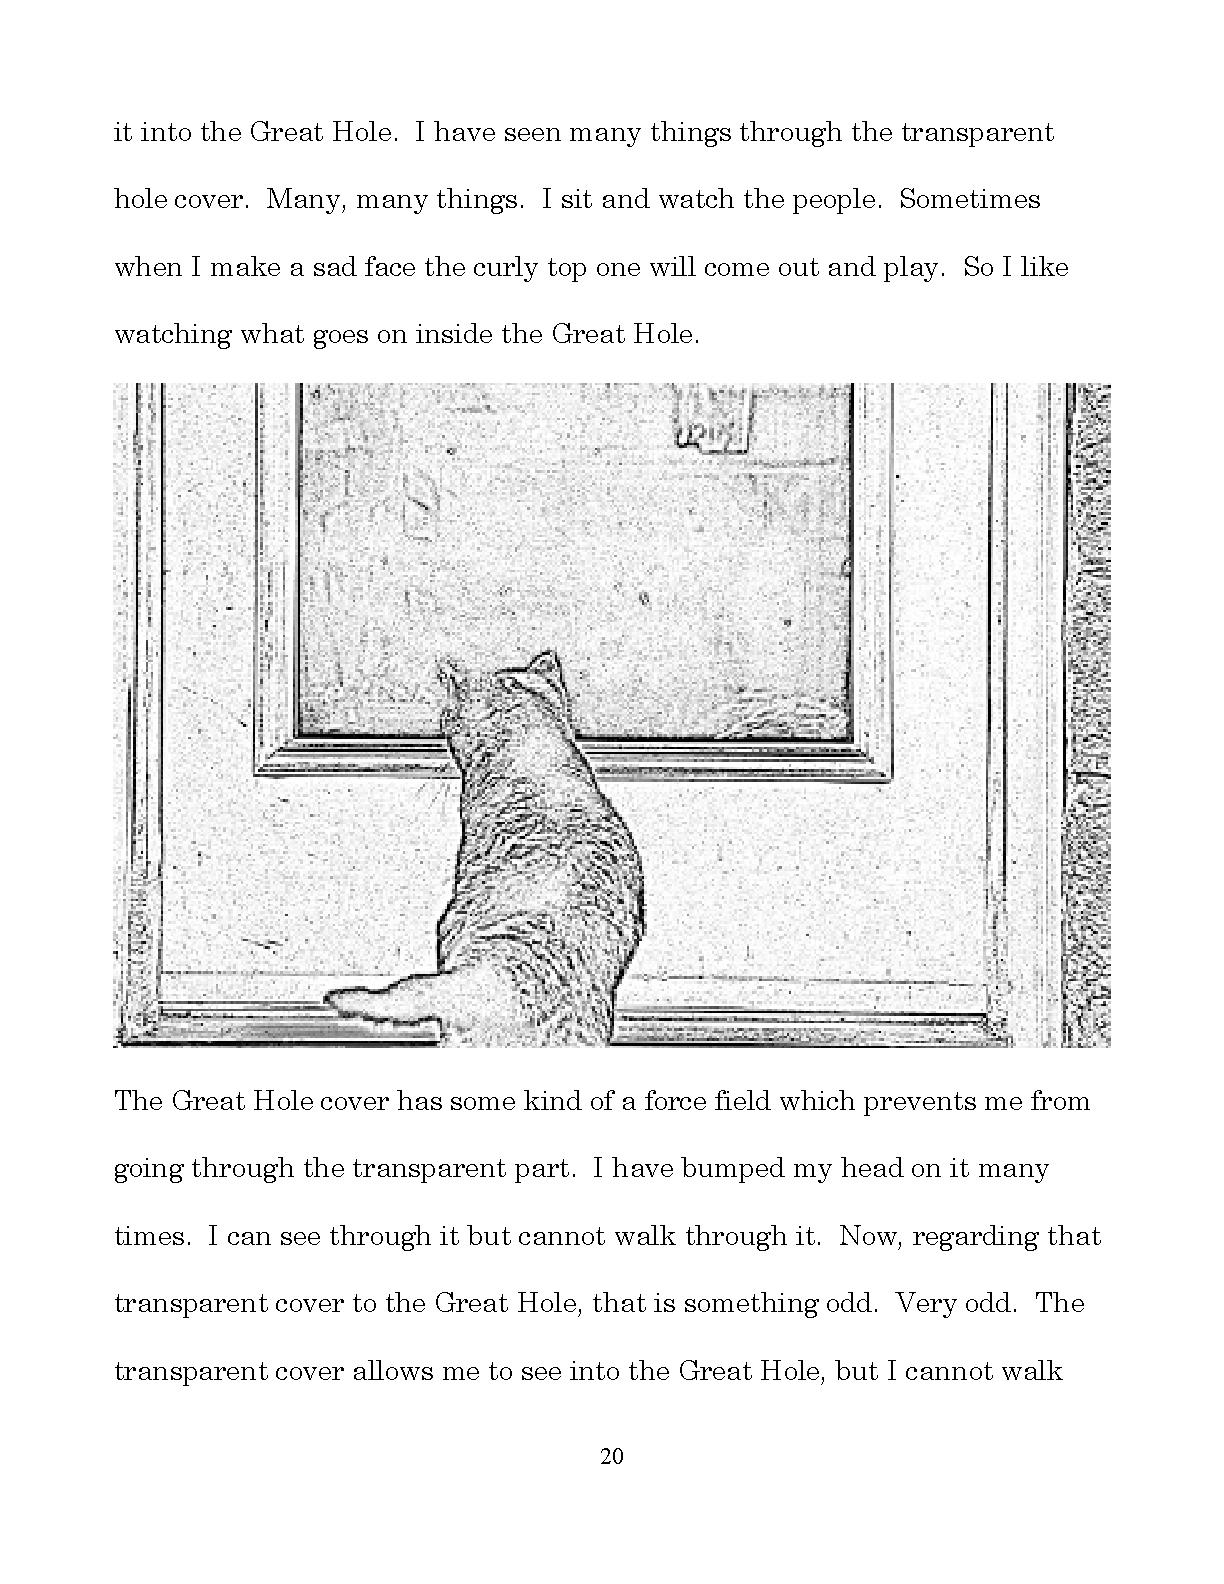 it into the Great Hole.  I have seen many things through the transparent
hole cover.  Many, many things.  I sit and watch the people.  Sometimes
when I make a sad face the curly top one will come out and play.  So I like
watching what goes on inside the Great Hole.
The Great Hole cover has some kind of a force field which prevents me from
going through the transparent part.  I have bumped my head on it many
times.  I can see through it but cannot walk through it.  Now, regarding that
transparent cover to the Great Hole, that is something odd.  Very odd.  The
transparent cover allows me to see into the Great Hole, but I cannot walk
20